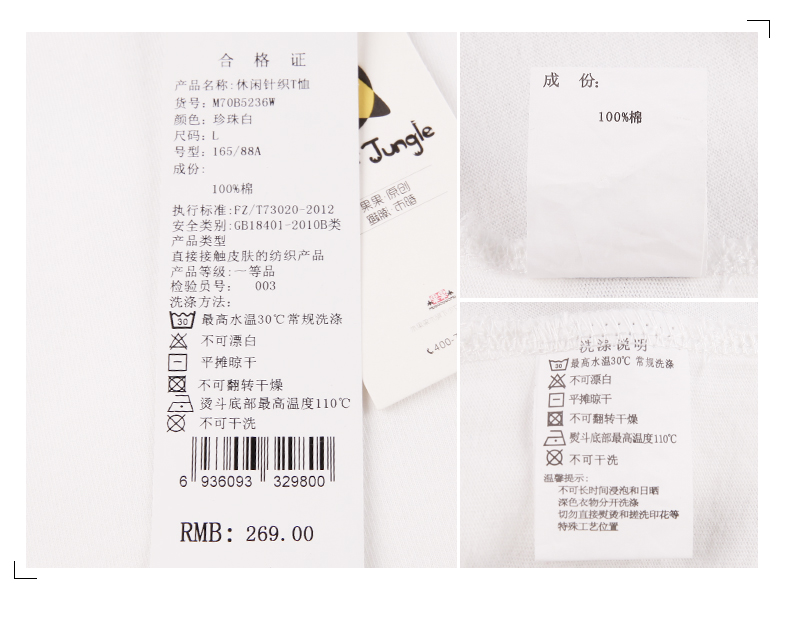 合 格 证
产品名称:休闲针织T恤
货号: M70B5236W
颜色: 珍珠白
尺码: L
号型: 165/88A
成份:
100%棉
执行标准:FZ/T73020-2012
安全类别:GB18401-2010B类
产品类型
直接接触皮肤的纺织产品
产品等级:一等品
检验员号: 003
洗涤方法:
30 最高水温30℃常规洗涤
不可漂白
平摊晾干
不可翻转干燥
熨斗底部最高温度110℃
不可干洗
6 936093 329800
RMB: 269.00
Jungle
果果 原创
400-7
成 份:
100%棉
洗涤说明
30 最高水温30℃ 常规洗涤
不可漂白
平摊晾干
不可翻转干燥
熨斗底部最高温度110℃
不可干洗
温馨提示:
不可长时间浸泡和日晒
深色衣物分开洗涤
切勿直接熨烫和搓洗印花等
特殊工艺位置